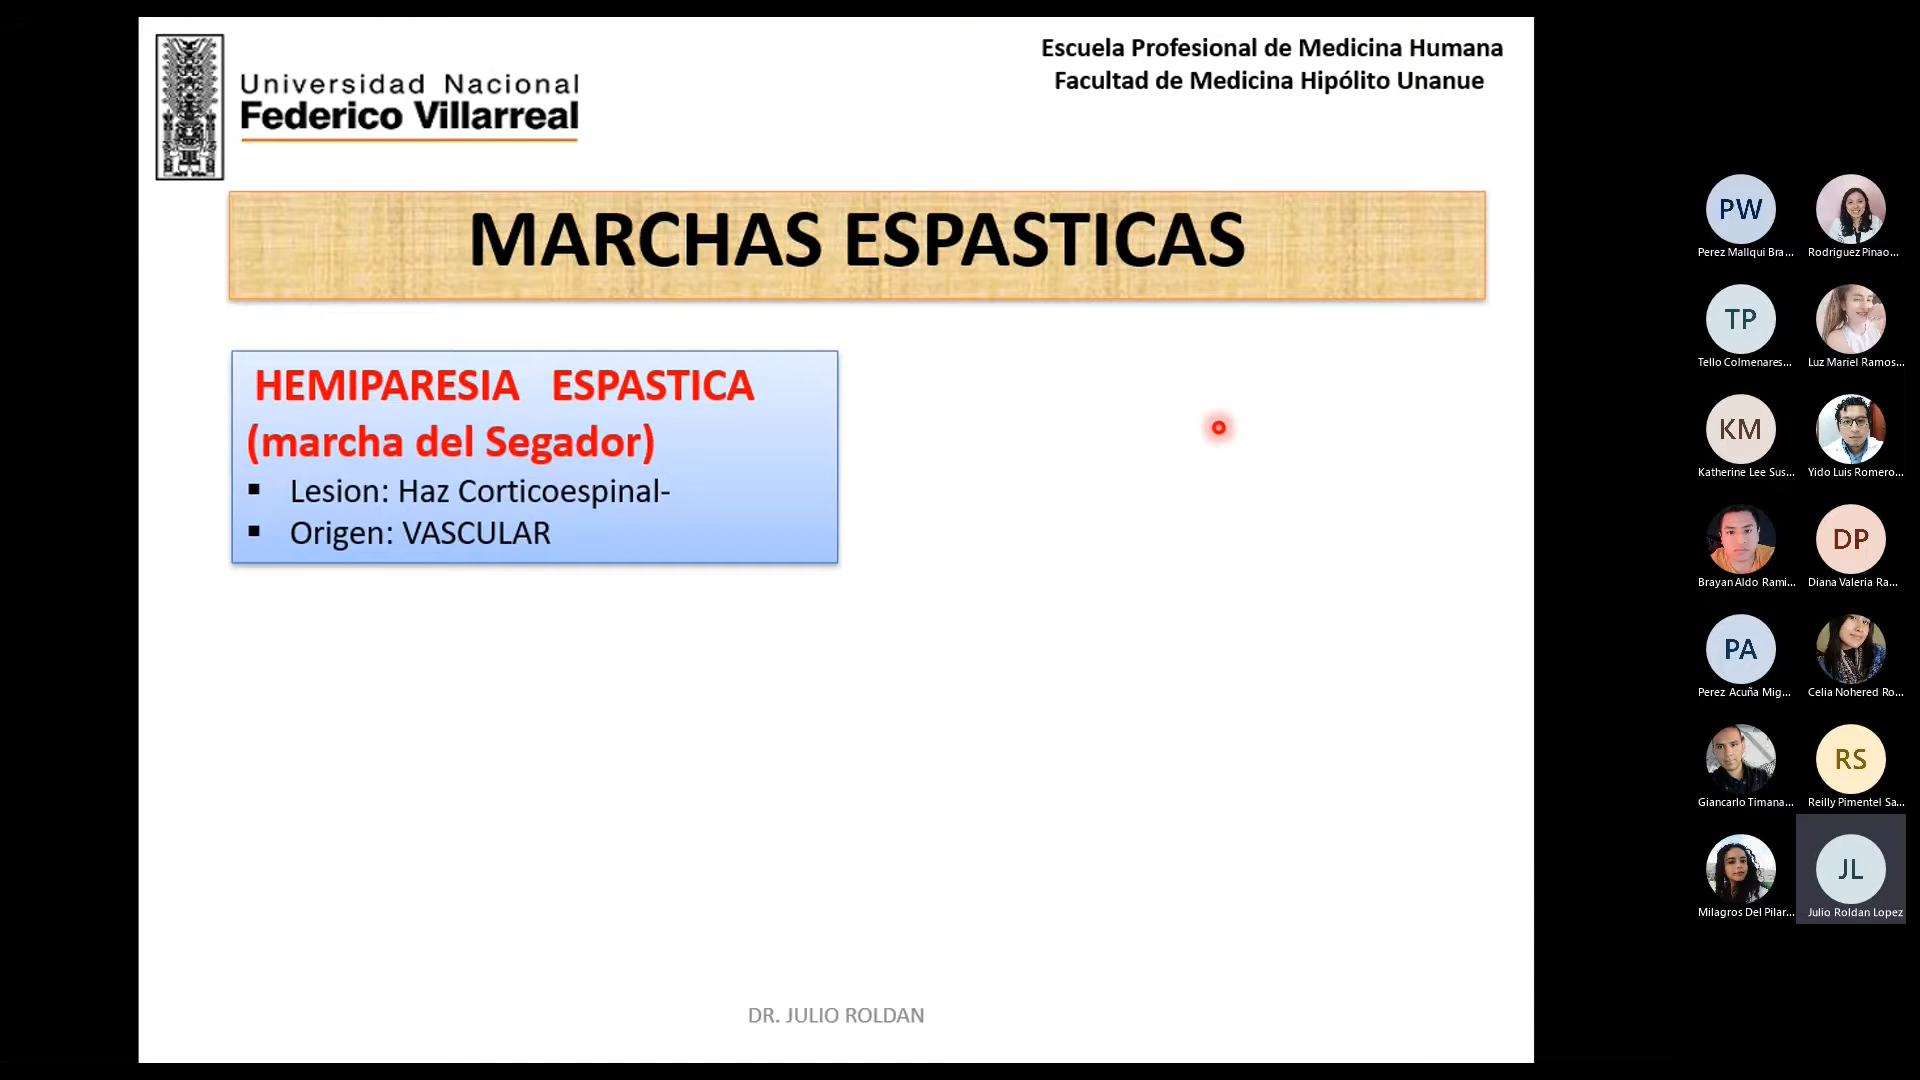 Universidad Nacional
Federico Villarreal
Escuela Profesional de Medicina Humana
Facultad de Medicina Hipólito Unanue
MARCHAS ESPASTICAS
HEMIPARESIA ESPASTICA
(marcha del Segador)
▪ Lesion: Haz Corticoespinal-
▪ Origen: VASCULAR
DR. JULIO ROLDAN
PW
Perez Mallqui Bra...
Rodriguez Pinao...
TP
Tello Colmenares...
Luz Mariel Ramos...
KM
Katherine Lee Sus...
Yido Luis Romero...
Brayan Aldo Rami...
DP
Diana Valeria Ra...
PA
Perez Acuña Mig...
Celia Nohered Ro...
Giancarlo Timana...
RS
Reilly Pimentel Sa...
Milagros Del Pilar...
JL
Julio Roldan Lopez